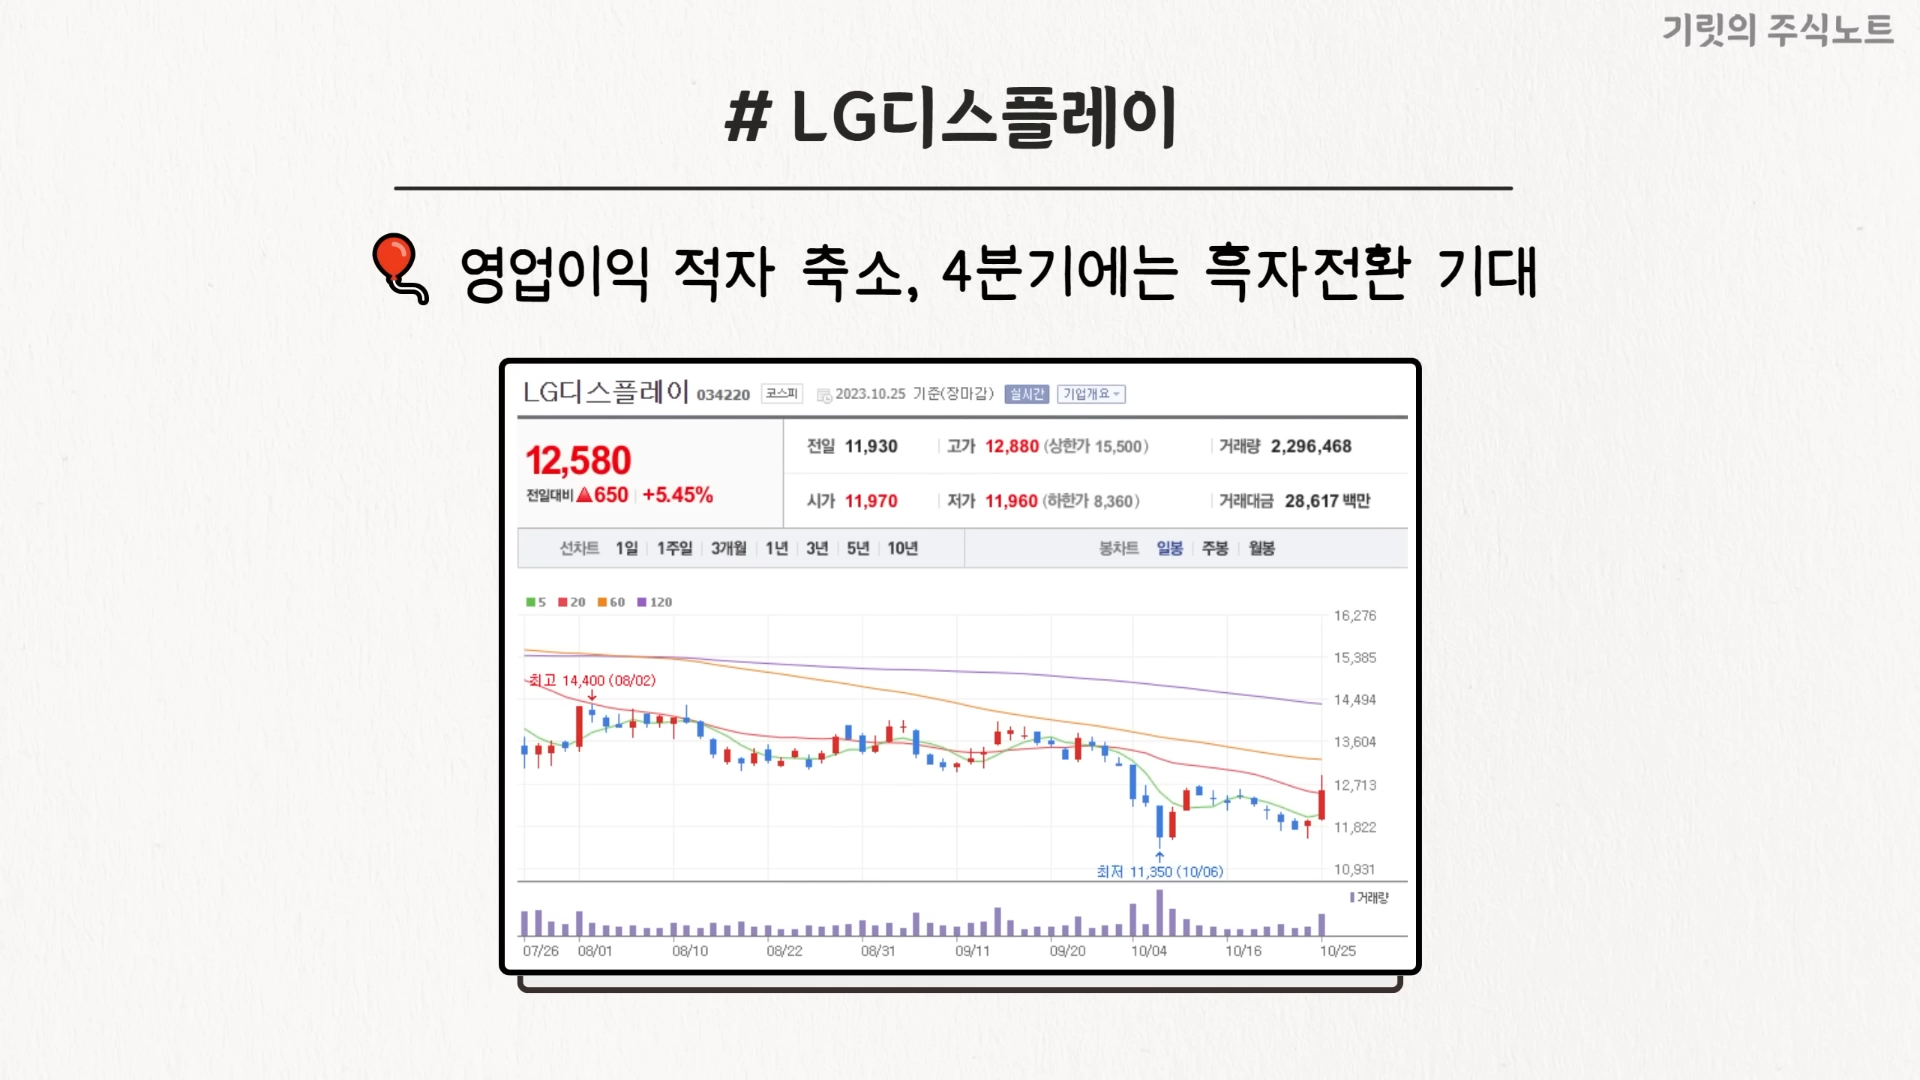 기릿의 주식노트
# LG디스플레이
영업이익 적자 축소, 4분기에는 흑자전환 기대
LG디스플레이 034220 코스피 2023.10.25 기준(장마감) 실시간 기업개요
12,580
전일대비 ▲650 +5.45%
전일 11,930 고가 12,880 (상한가 15,500) 거래량 2,296,468
시가 11,970 저가 11,960 (하한가 8,360) 거래대금 28,617 백만
선차트 1일 1주일 3개월 1년 3년 5년 10년 봉차트 일봉 주봉 월봉
5 20 60 120
16,276
15,385
최고 14,400 (08/02)
14,494
13,604
12,713
11,822
10,931
최저 11,350 (10/06)
거래량
07/26 08/01 08/10 08/22 08/31 09/11 09/20 10/04 10/16 10/25